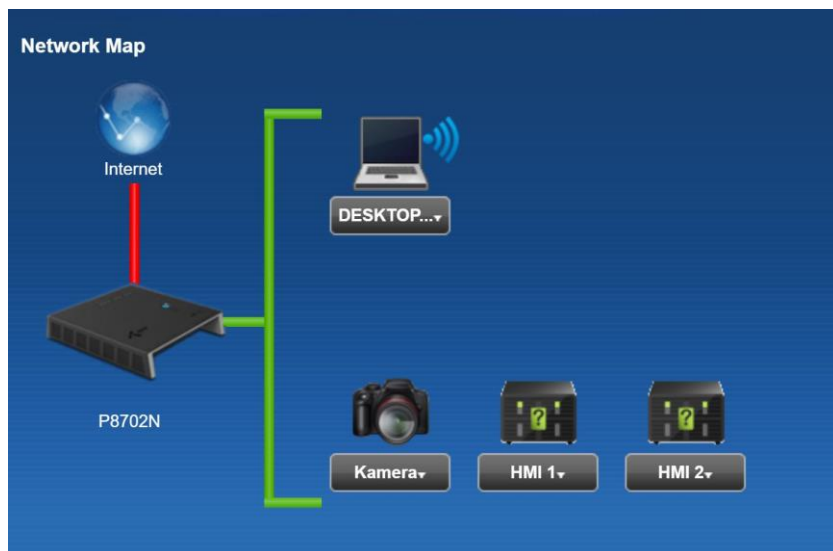 Network Map
Internet
DESKTOP...
P8702N
Kamera
HMI 1
HMI 2